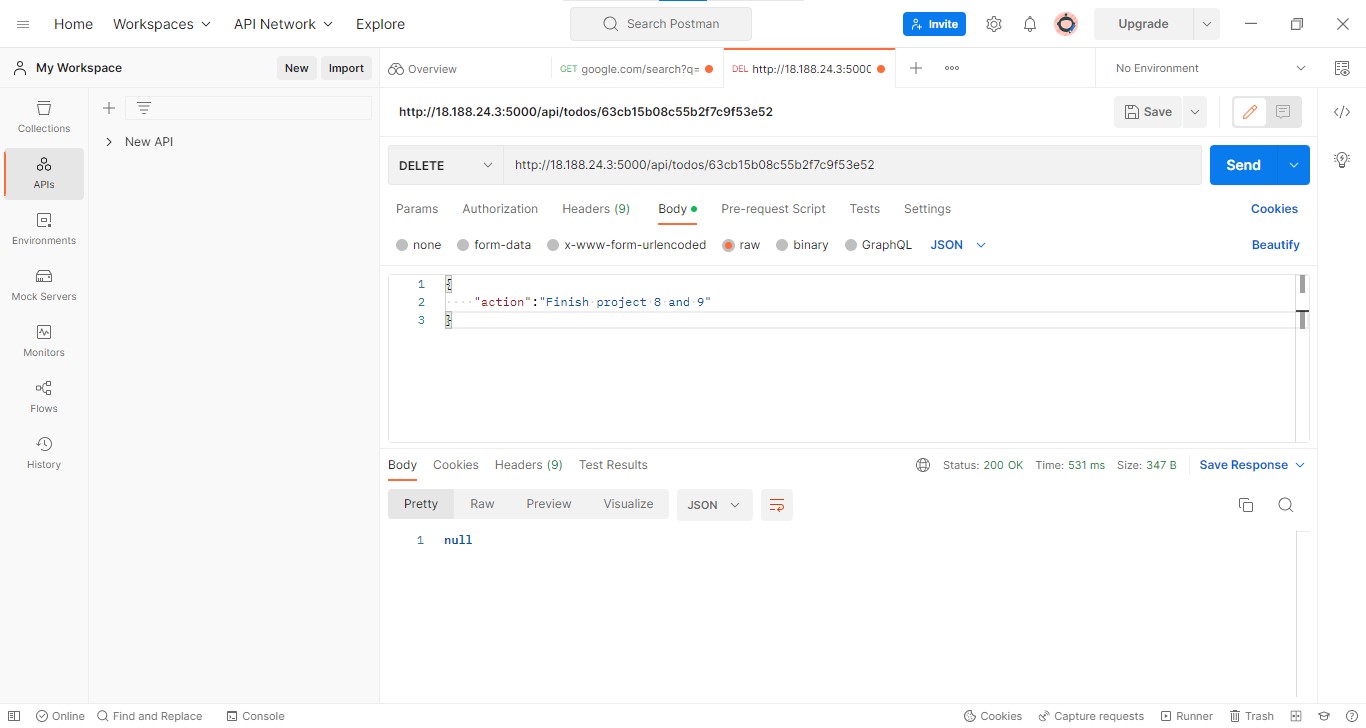 Home Workspaces API Network Explore Search Postman Invite Upgrade
My Workspace New Import Overview GET google.com/search?q= DEL http://18.188.24.3:5000 No Environment
Collections
APIs
Environments
Mock Servers
Monitors
Flows
History
New API
http://18.188.24.3:5000/api/todos/63cb15b08c55b2f7c9f53e52 Save
DELETE http://18.188.24.3:5000/api/todos/63cb15b08c55b2f7c9f53e52 Send
Params Authorization Headers (9) Body Pre-request Script Tests Settings Cookies
none form-data x-www-form-urlencoded raw binary GraphQL JSON Beautify
1 {
2 ····"action":"Finish·project·8·and·9"
3 }
Body Cookies Headers (9) Test Results Status: 200 OK Time: 531 ms Size: 347 B Save Response
Pretty Raw Preview Visualize JSON
1 null
Online Find and Replace Console Cookies Capture requests Runner Trash